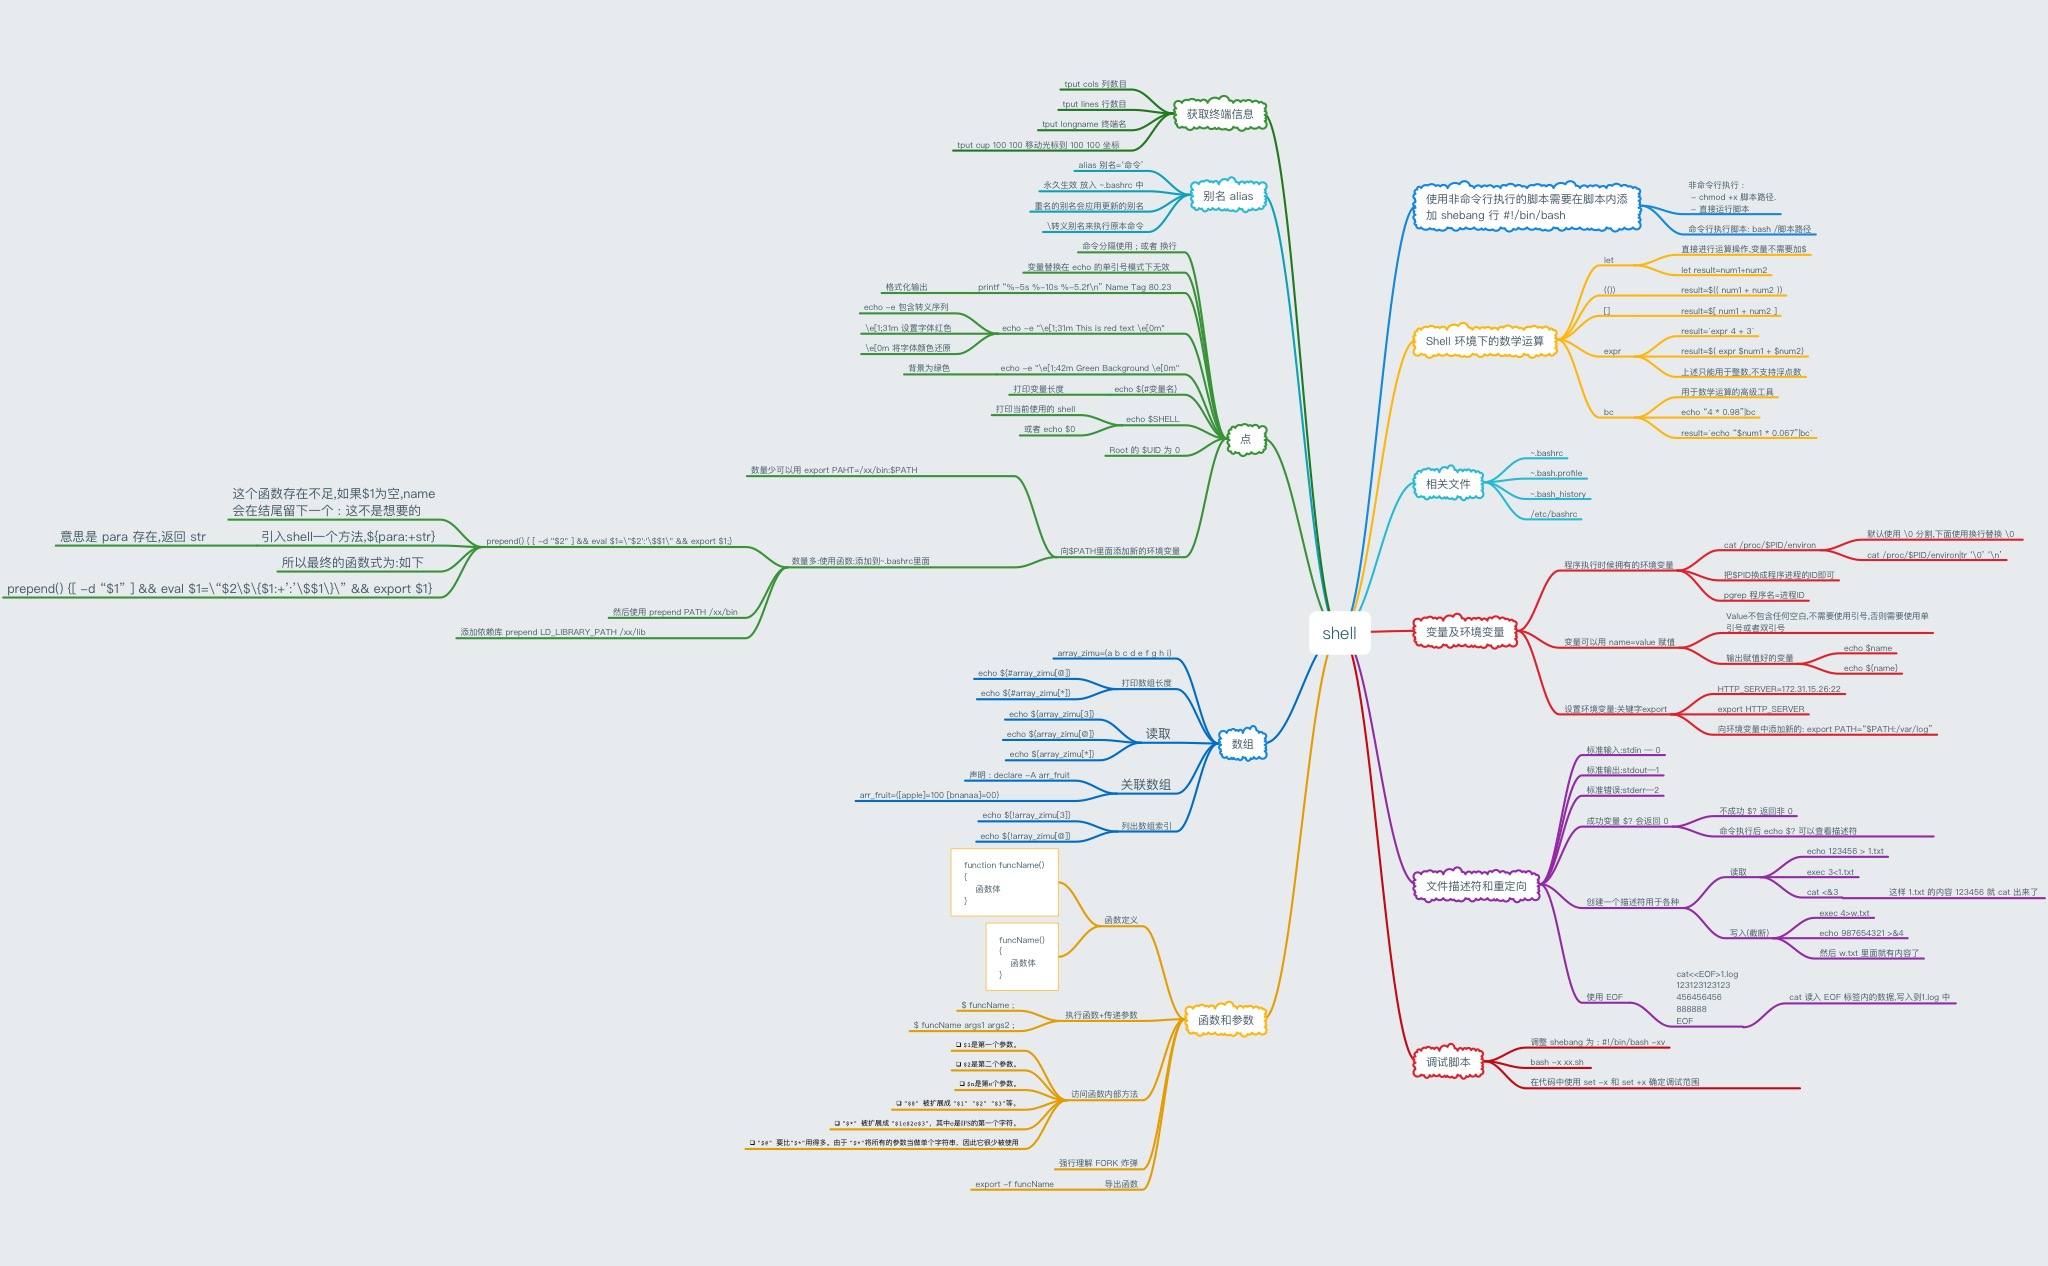 shell
使用非命令行执行的脚本需要在脚本内添
加 shebang 行 #!/bin/bash
非命令行执行：
- chmod +x 脚本路径.
- 直接运行脚本
命令行执行脚本: bash /脚本路径
Shell 环境下的数学运算
let
直接进行运算操作,变量不需要加$
let result=num1+num2
(())
result=$(( num1 + num2 ))
[]
result=$[ num1 + num2 ]
expr
result=`expr 4 + 3`
result=$( expr $num1 + $num2)
上述只能用于整数,不支持浮点数
bc
用于数学运算的高级工具
echo “4 * 0.98”|bc
result=`echo “$num1 * 0.067”|bc`
相关文件
~.bashrc
~.bash.profile
~.bash_history
/etc/bashrc
变量及环境变量
程序执行时候拥有的环境变量
cat /proc/$PID/environ
默认使用 \0 分割,下面使用换行替换 \0
cat /proc/$PID/environ|tr ‘\0’ ‘\n’
把$PID换成程序进程的ID即可
pgrep 程序名=进程ID
变量可以用 name=value 赋值
Value不包含任何空白,不需要使用引号,否则需要使用单
引号或者双引号
输出赋值好的变量
echo $name
echo ${name}
设置环境变量:关键字export
HTTP_SERVER=172.31.15.26:22
export HTTP_SERVER
向环境变量中添加新的: export PATH=“$PATH:/var/log”
文件描述符和重定向
标准输入:stdin — 0
标准输出:stdout—1
标准错误:stderr—2
成功变量 $? 会返回 0
不成功 $? 返回非 0
命令执行后 echo $? 可以查看描述符
创建一个描述符用于各种
读取
echo 123456 > 1.txt
exec 3<1.txt
cat <&3
这样 1.txt 的内容 123456 就 cat 出来了
写入(截断)
exec 4>w.txt
echo 987654321 >&4
然后 w.txt 里面就有内容了
使用 EOF
cat<<EOF>1.log
123123123123
456456456
888888
EOF
cat 读入 EOF 标签内的数据,写入到1.log 中
调试脚本
调整 shebang 为 : #!/bin/bash -xv
bash -x xx.sh
在代码中使用 set -x 和 set +x 确定调试范围
获取终端信息
tput cols 列数目
tput lines 行数目
tput longname 终端名
tput cup 100 100 移动光标到 100 100 坐标
别名 alias
alias 别名=‘命令’
永久生效 放入 ~.bashrc 中
重名的别名会应用更新的别名
\转义别名来执行原本命令
点
命令分隔使用 ; 或者 换行
变量替换在 echo 的单引号模式下无效
格式化输出
printf “%-5s %-10s %-5.2f\n” Name Tag 80.23
echo -e “\e[1;31m This is red text \e[0m”
echo -e 包含转义序列
\e[1;31m 设置字体红色
\e[0m 将字体颜色还原
背景为绿色
echo -e “\e[1;42m Green Background \e[0m”
打印变量长度
echo ${#变量名}
echo $SHELL
打印当前使用的 shell
或者 echo $0
Root 的 $UID 为 0
向$PATH里面添加新的环境变量
数量少可以用 export PAHT=/xx/bin:$PATH
数量多:使用函数:添加到~.bashrc里面
prepend() { [ -d “$2” ] && eval $1=\“$2’:'\$$1\” && export $1;}
这个函数存在不足,如果$1为空,name
会在结尾留下一个 : 这不是想要的
引入shell一个方法,${para:+str}
意思是 para 存在,返回 str
所以最终的函数式为:如下
prepend() {[ -d “$1” ] && eval $1=\“$2\$\{$1:+':'\$$1\}\” && export $1}
然后使用 prepend PATH /xx/bin
添加依赖库 prepend LD_LIBRARY_PATH /xx/lib
数组
array_zimu=(a b c d e f g h i)
打印数组长度
echo ${#array_zimu[@]}
echo ${#array_zimu[*]}
读取
echo ${array_zimu[3]}
echo ${array_zimu[@]}
echo ${array_zimu[*]}
关联数组
声明 : declare -A arr_fruit
arr_fruit=([apple]=100 [bnanaa]=00)
列出数组索引
echo ${!array_zimu[3]}
echo ${!array_zimu[@]}
函数和参数
函数定义
function funcName()
{
函数体
}
funcName()
{
函数体
}
执行函数+传递参数
$ funcName ;
$ funcName args1 args2 ;
访问函数内部方法
❑ $1是第一个参数。
❑ $2是第二个参数。
❑ $n是第n个参数。
❑ "$@" 被扩展成 "$1" "$2" "$3"等。
❑ "$*" 被扩展成 "$1c$2c$3"，其中c是IFS的第一个字符。
❑ "$@" 要比"$*"用得多。由于 "$*"将所有的参数当做单个字符串，因此它很少被使用
强行理解 FORK 炸弹
导出函数
export -f funcName